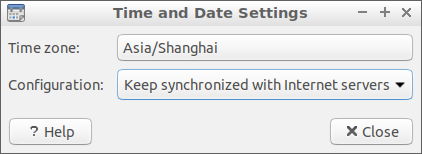 Time and Date Settings
Time zone: Asia/Shanghai
Configuration: Keep synchronized with Internet servers
? Help Close